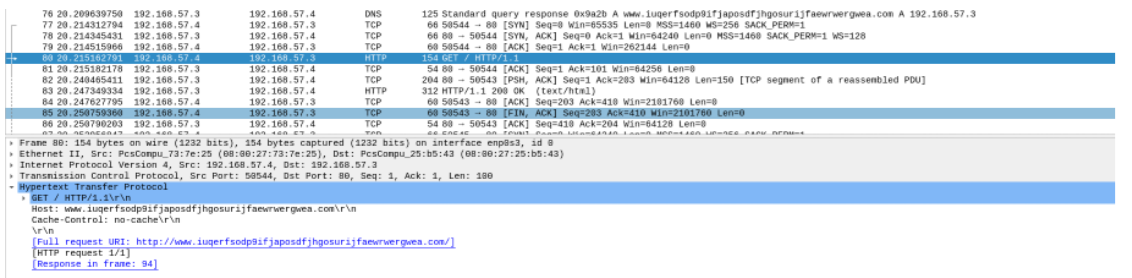 76 20.209639750 192.168.57.3 192.168.57.4 DNS 125 Standard query response 0x9a2b A www.iuqerfsodp9ifjaposdfjhgosurijfaewrwergwea.com A 192.168.57.3
77 20.214312794 192.168.57.4 192.168.57.3 TCP 66 50544 → 80 [SYN] Seq=0 Win=65535 Len=0 MSS=1460 WS=256 SACK_PERM=1
78 20.214345431 192.168.57.3 192.168.57.4 TCP 66 80 → 50544 [SYN, ACK] Seq=0 Ack=1 Win=64240 Len=0 MSS=1460 SACK_PERM=1 WS=128
79 20.214515966 192.168.57.4 192.168.57.3 TCP 60 50544 → 80 [ACK] Seq=1 Ack=1 Win=262144 Len=0
80 20.215162791 192.168.57.4 192.168.57.3 HTTP 154 GET / HTTP/1.1
81 20.215182178 192.168.57.3 192.168.57.4 TCP 54 80 → 50544 [ACK] Seq=1 Ack=101 Win=64256 Len=0
82 20.240465411 192.168.57.3 192.168.57.4 TCP 204 80 → 50543 [PSH, ACK] Seq=1 Ack=203 Win=64128 Len=150 [TCP segment of a reassembled PDU]
83 20.247349334 192.168.57.3 192.168.57.4 HTTP 312 HTTP/1.1 200 OK (text/html)
84 20.247627795 192.168.57.4 192.168.57.3 TCP 60 50543 → 80 [ACK] Seq=203 Ack=410 Win=2101760 Len=0
85 20.250759360 192.168.57.4 192.168.57.3 TCP 60 50543 → 80 [FIN, ACK] Seq=203 Ack=410 Win=2101760 Len=0
86 20.250790203 192.168.57.3 192.168.57.4 TCP 54 80 → 50543 [ACK] Seq=410 Ack=204 Win=64128 Len=0
Frame 80: 154 bytes on wire (1232 bits), 154 bytes captured (1232 bits) on interface enp0s3, id 0
Ethernet II, Src: PcsCompu_73:7e:25 (08:00:27:73:7e:25), Dst: PcsCompu_25:b5:43 (08:00:27:25:b5:43)
Internet Protocol Version 4, Src: 192.168.57.4, Dst: 192.168.57.3
Transmission Control Protocol, Src Port: 50544, Dst Port: 80, Seq: 1, Ack: 1, Len: 100
Hypertext Transfer Protocol
GET / HTTP/1.1\r\n
Host: www.iuqerfsodp9ifjaposdfjhgosurijfaewrwergwea.com\r\n
Cache-Control: no-cache\r\n
\r\n
[Full request URI: http://www.iuqerfsodp9ifjaposdfjhgosurijfaewrwergwea.com/]
[HTTP request 1/1]
[Response in frame: 94]